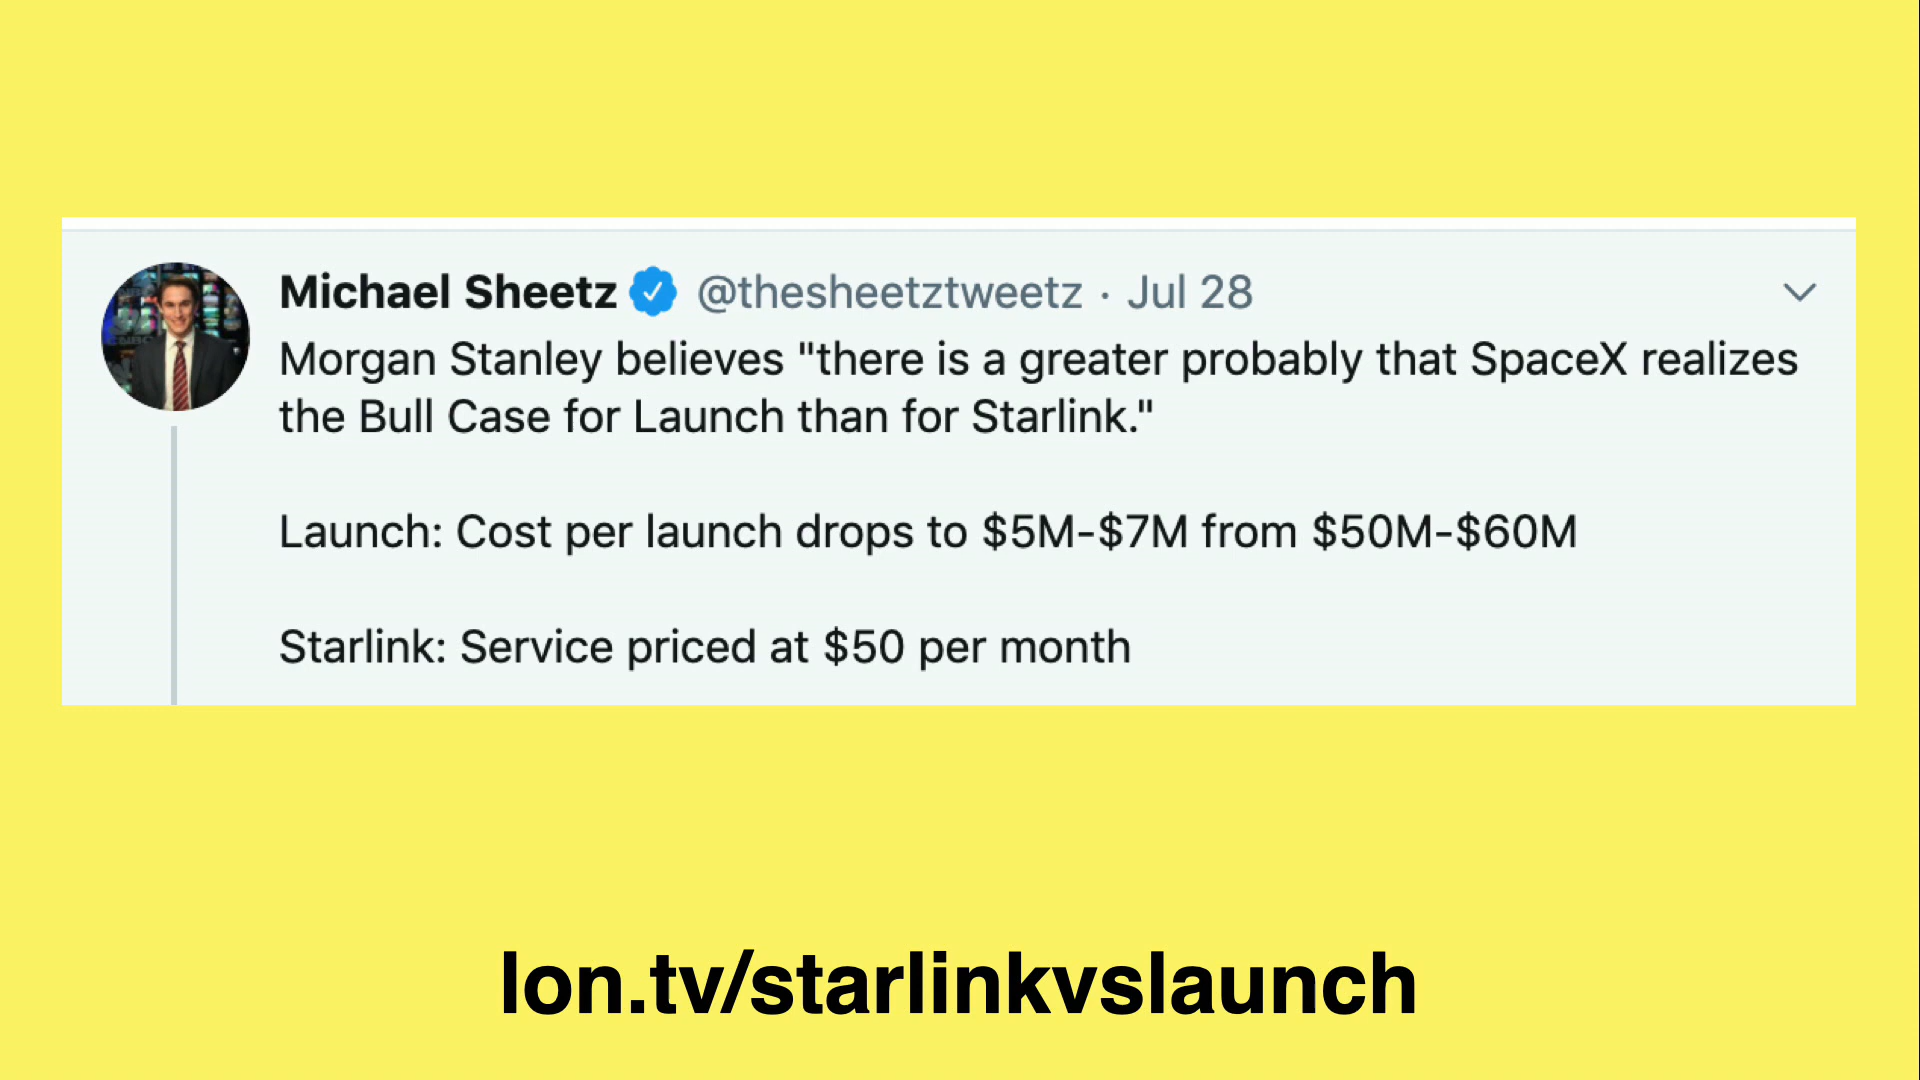 Michael Sheetz @thesheetztweetz · Jul 28
Morgan Stanley believes "there is a greater probably that SpaceX realizes
the Bull Case for Launch than for Starlink."
Launch: Cost per launch drops to $5M-$7M from $50M-$60M
Starlink: Service priced at $50 per month
lon.tv/starlinkvslaunch